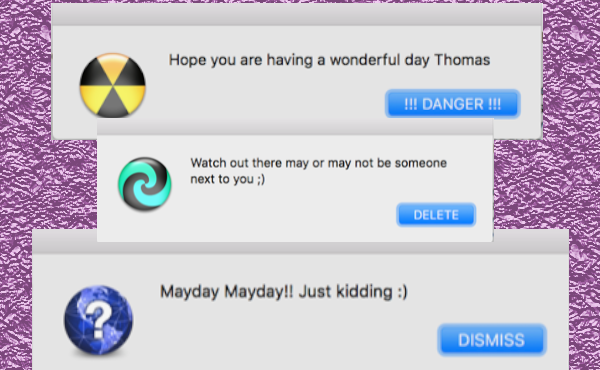 Hope you are having a wonderful day Thomas
!!! DANGER !!!
Watch out there may or may not be someone
next to you ;)
DELETE
Mayday Mayday!! Just kidding :)
?
DISMISS